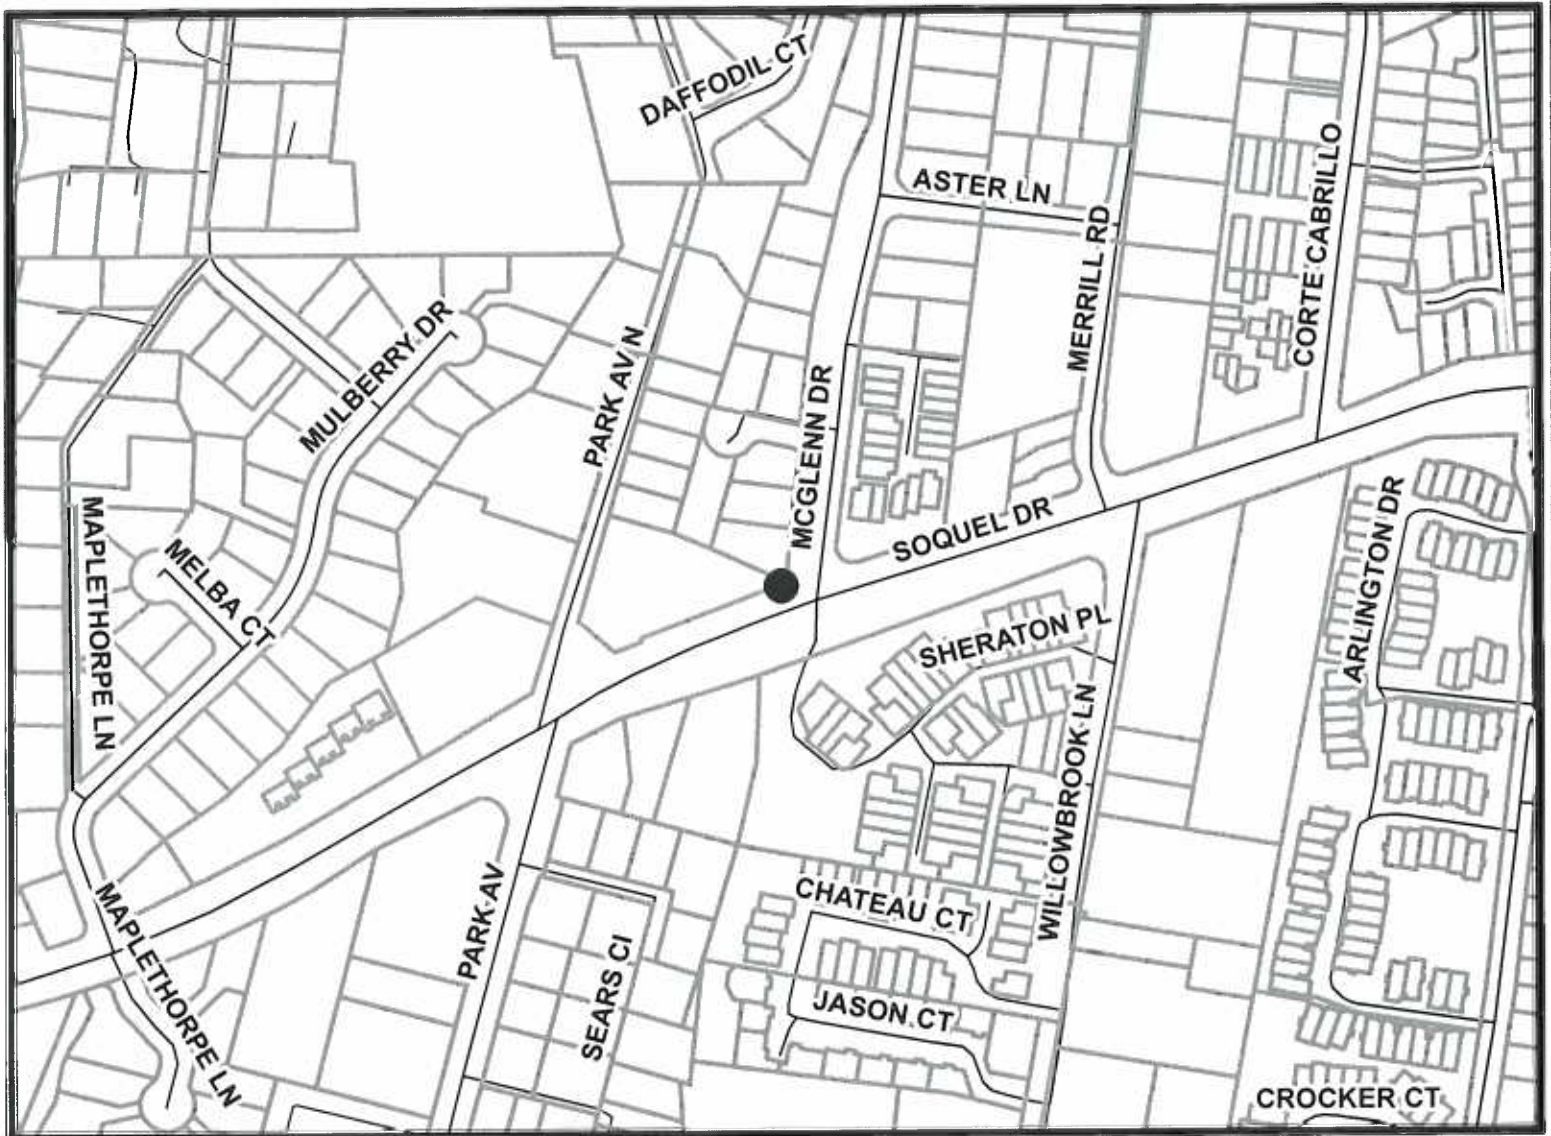 DAFFODIL CT
ASTER LN
MERRILL RD
CORTE CABRILLO
MULBERRY DR
PARK AV N
MCGLENN DR
SOQUEL DR
MAPLETHORPE LN
MELBA CT
ARLINGTON DR
SHERATON PL
WILLOWBROOK LN
PARK AV
CHATEAU CT
MAPLETHORPE LN
SEARS CI
JASON CT
CROCKER CT